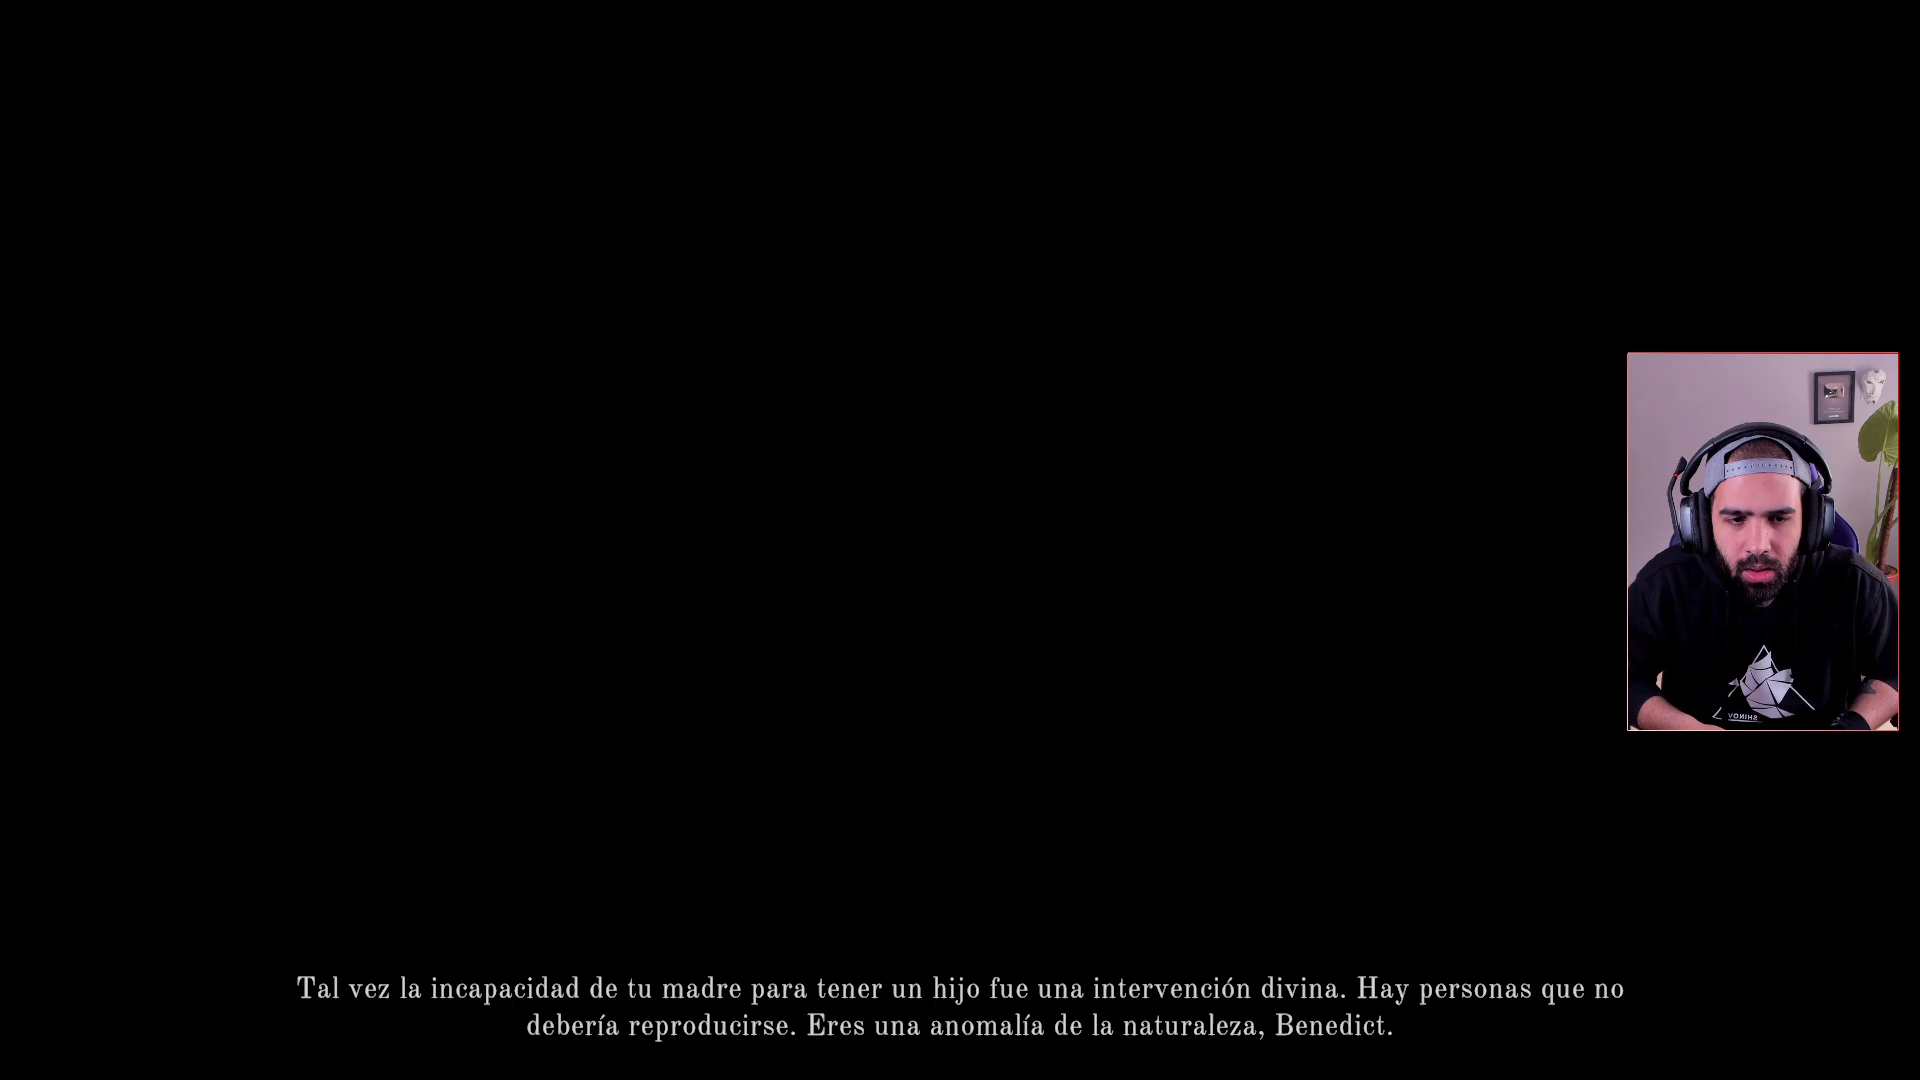 SHINOV
Tal vez la incapacidad de tu madre para tener un hijo fue una intervención divina. Hay personas que no
debería reproducirse. Eres una anomalía de la naturaleza, Benedict.